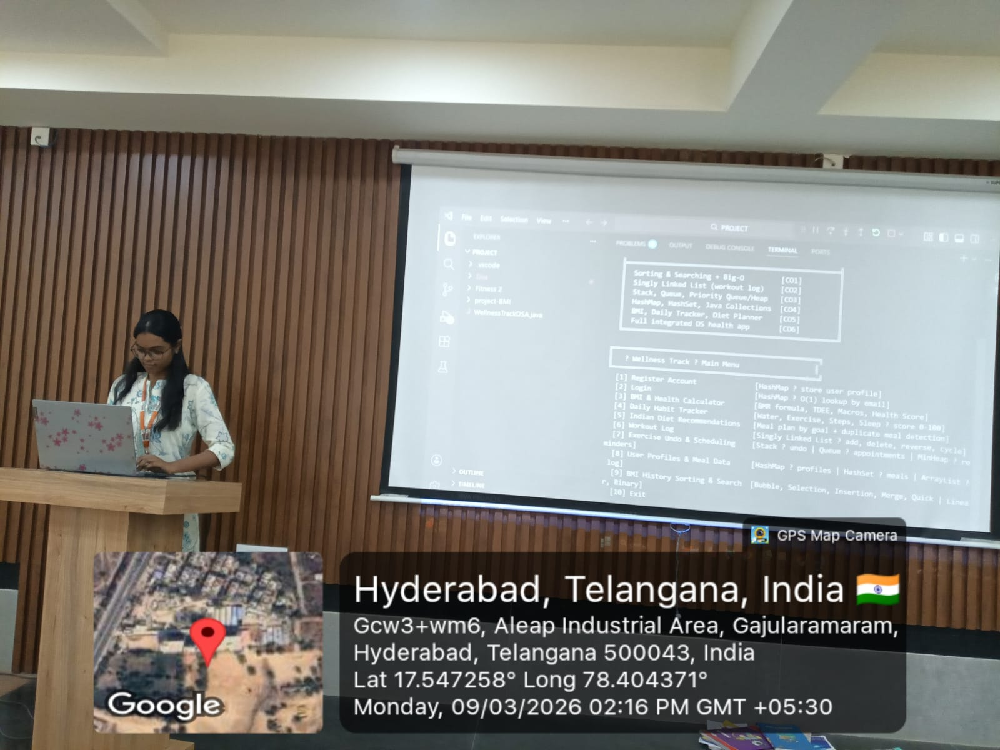 File Edit Selection View ... PROJECT
EXPLORER
PROJECT
.vscode
Fitness 2
project-BMI
WellnessTrackDSA.java
OUTLINE
TIMELINE
PROBLEMS OUTPUT DEBUG CONSOLE TERMINAL PORTS
Sorting & Searching + Big-O [CO1]
Singly Linked List (workout log) [CO2]
Stack, Queue, Priority Queue/Heap [CO3]
HashMap, HashSet, Java Collections [CO4]
BMI, Daily Tracker, Diet Planner [CO5]
Full integrated DS health app [CO6]
? Wellness Track ? Main Menu
[1] Register Account [HashMap ? store user profile]
[2] Login [HashMap ? O(1) lookup by email]
[3] BMI & Health Calculator [BMR formula, TDEE, Macros, Health Score]
[4] Daily Habit Tracker [Water, Exercise, Steps, Sleep ? score 0-100]
[5] Indian Diet Recommendations [Meal plan by goal + duplicate meal detection]
[6] Workout Log [Singly Linked List ? add, delete, reverse, cycle]
[7] Exercise Undo & Scheduling [Stack ? undo | Queue ? appointments | MinHeap ? re
minders]
[8] User Profiles & Meal Data [HashMap ? profiles | HashSet ? meals | ArrayList ?
log]
[9] BMI History Sorting & Search [Bubble, Selection, Insertion, Merge, Quick | Linea
r, Binary]
[10] Exit
GPS Map Camera
Hyderabad, Telangana, India
Gcw3+wm6, Aleap Industrial Area, Gajularamaram,
Hyderabad, Telangana 500043, India
Lat 17.547258° Long 78.404371°
Monday, 09/03/2026 02:16 PM GMT +05:30
Google